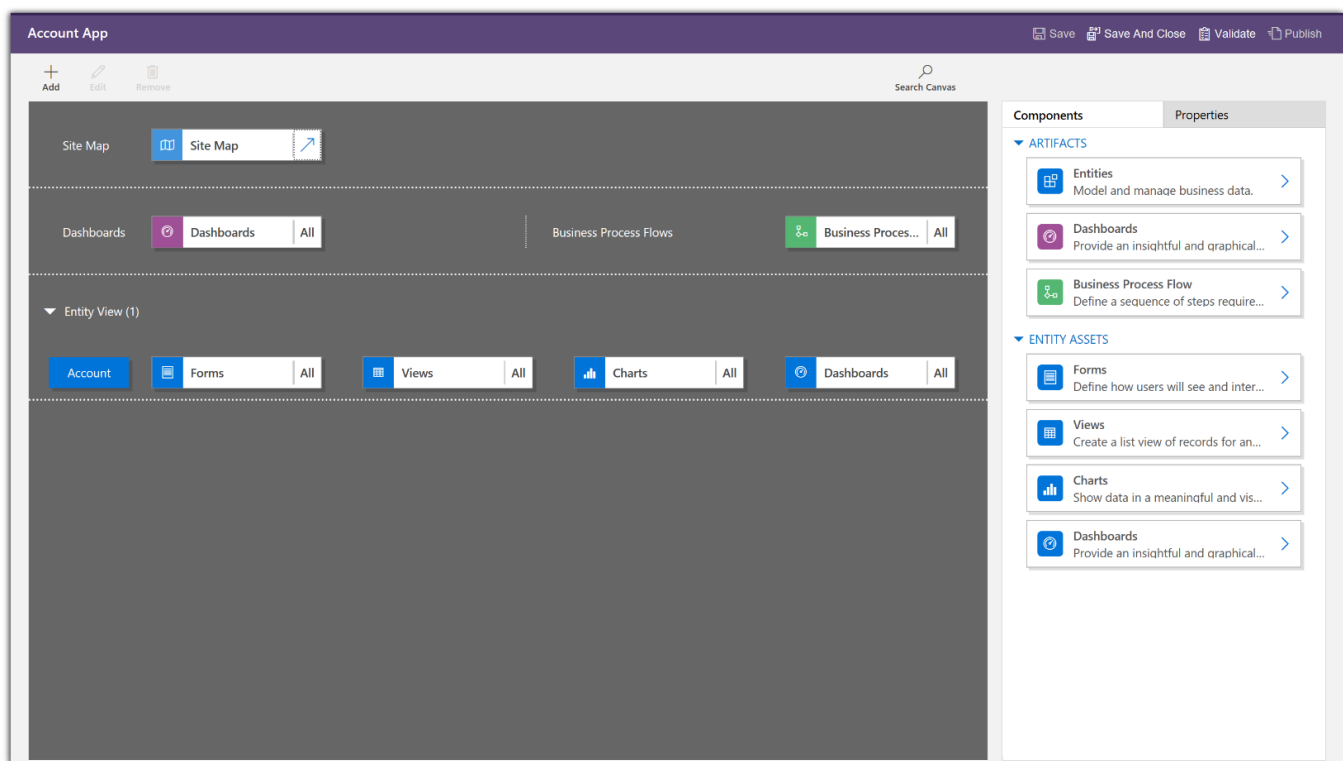 Account App
Save
Save And Close
Validate
Publish
Add
Edit
Remove
Search Canvas
Site Map
Site Map
Dashboards
Dashboards
All
Business Process Flows
Business Proces...
All
Entity View (1)
Account
Forms
All
Views
All
Charts
All
Dashboards
All
Components
Properties
ARTIFACTS
Entities
Model and manage business data.
Dashboards
Provide an insightful and graphical...
Business Process Flow
Define a sequence of steps require...
ENTITY ASSETS
Forms
Define how users will see and inter...
Views
Create a list view of records for an...
Charts
Show data in a meaningful and vis...
Dashboards
Provide an insightful and graphical...